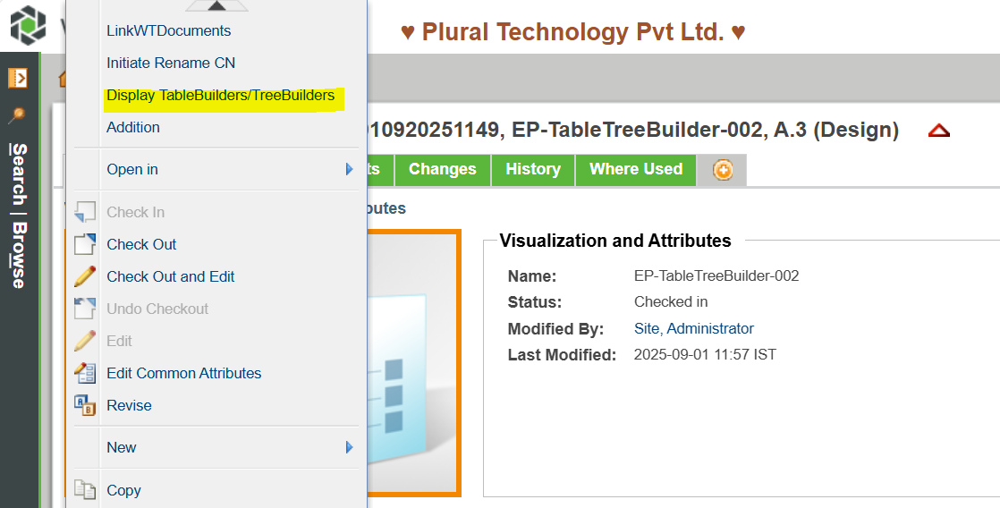 ♥ Plural Technology Pvt Ltd. ♥
Search | Browse
LinkWTDocuments
Initiate Rename CN
Display TableBuilders/TreeBuilders
Addition
Open in
Check In
Check Out
Check Out and Edit
Undo Checkout
Edit
Edit Common Attributes
Revise
New
Copy
010920251149, EP-TableTreeBuilder-002, A.3 (Design)
ts
Changes
History
Where Used
butes
Visualization and Attributes
Name: EP-TableTreeBuilder-002
Status: Checked in
Modified By: Site, Administrator
Last Modified: 2025-09-01 11:57 IST